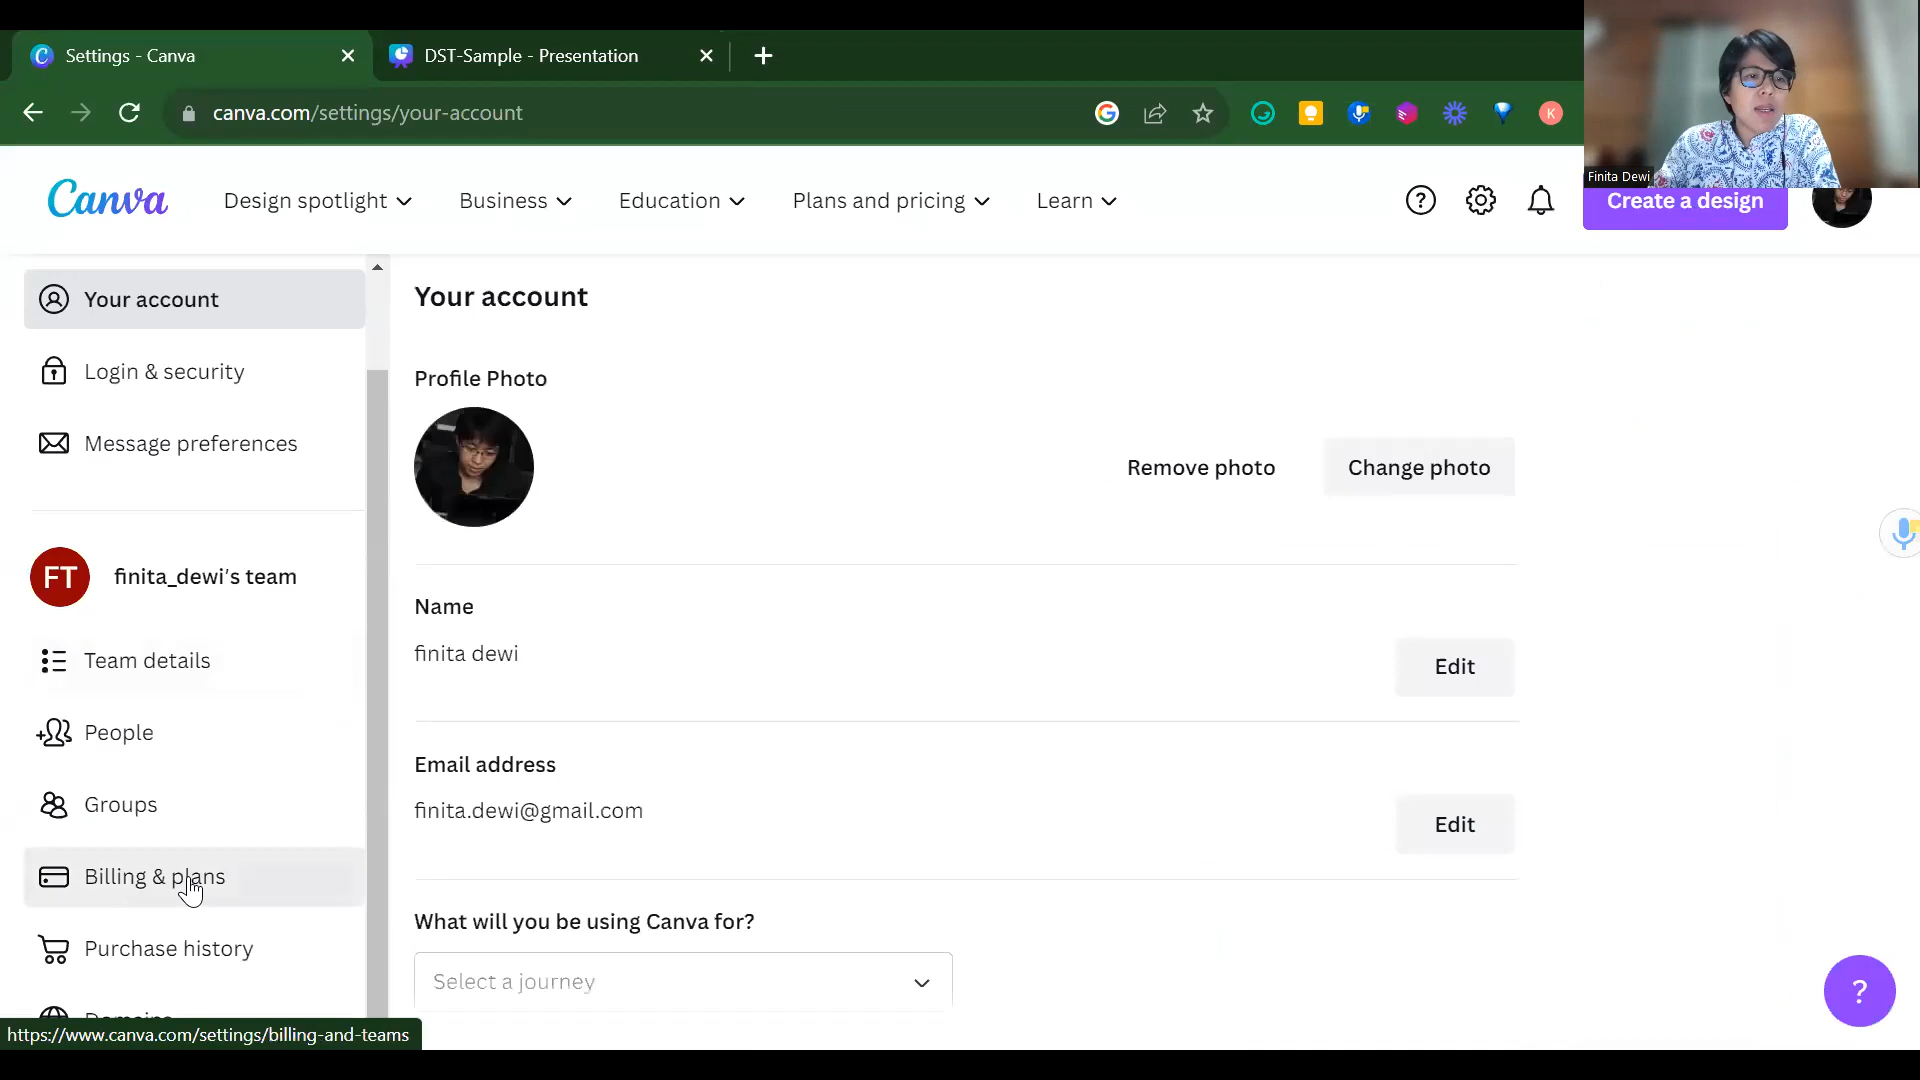 Settings - Canva
DST-Sample - Presentation
canva.com/settings/your-account
K
Finita Dewi
Canva
Design spotlight
Business
Education
Plans and pricing
Learn
Create a design
Your account
Login & security
Message preferences
FT
finita_dewi's team
Team details
People
Groups
Billing & plans
Purchase history
Domains
https://www.canva.com/settings/billing-and-teams
Your account
Profile Photo
Remove photo
Change photo
Name
finita dewi
Edit
Email address
finita.dewi@gmail.com
Edit
What will you be using Canva for?
Select a journey
?